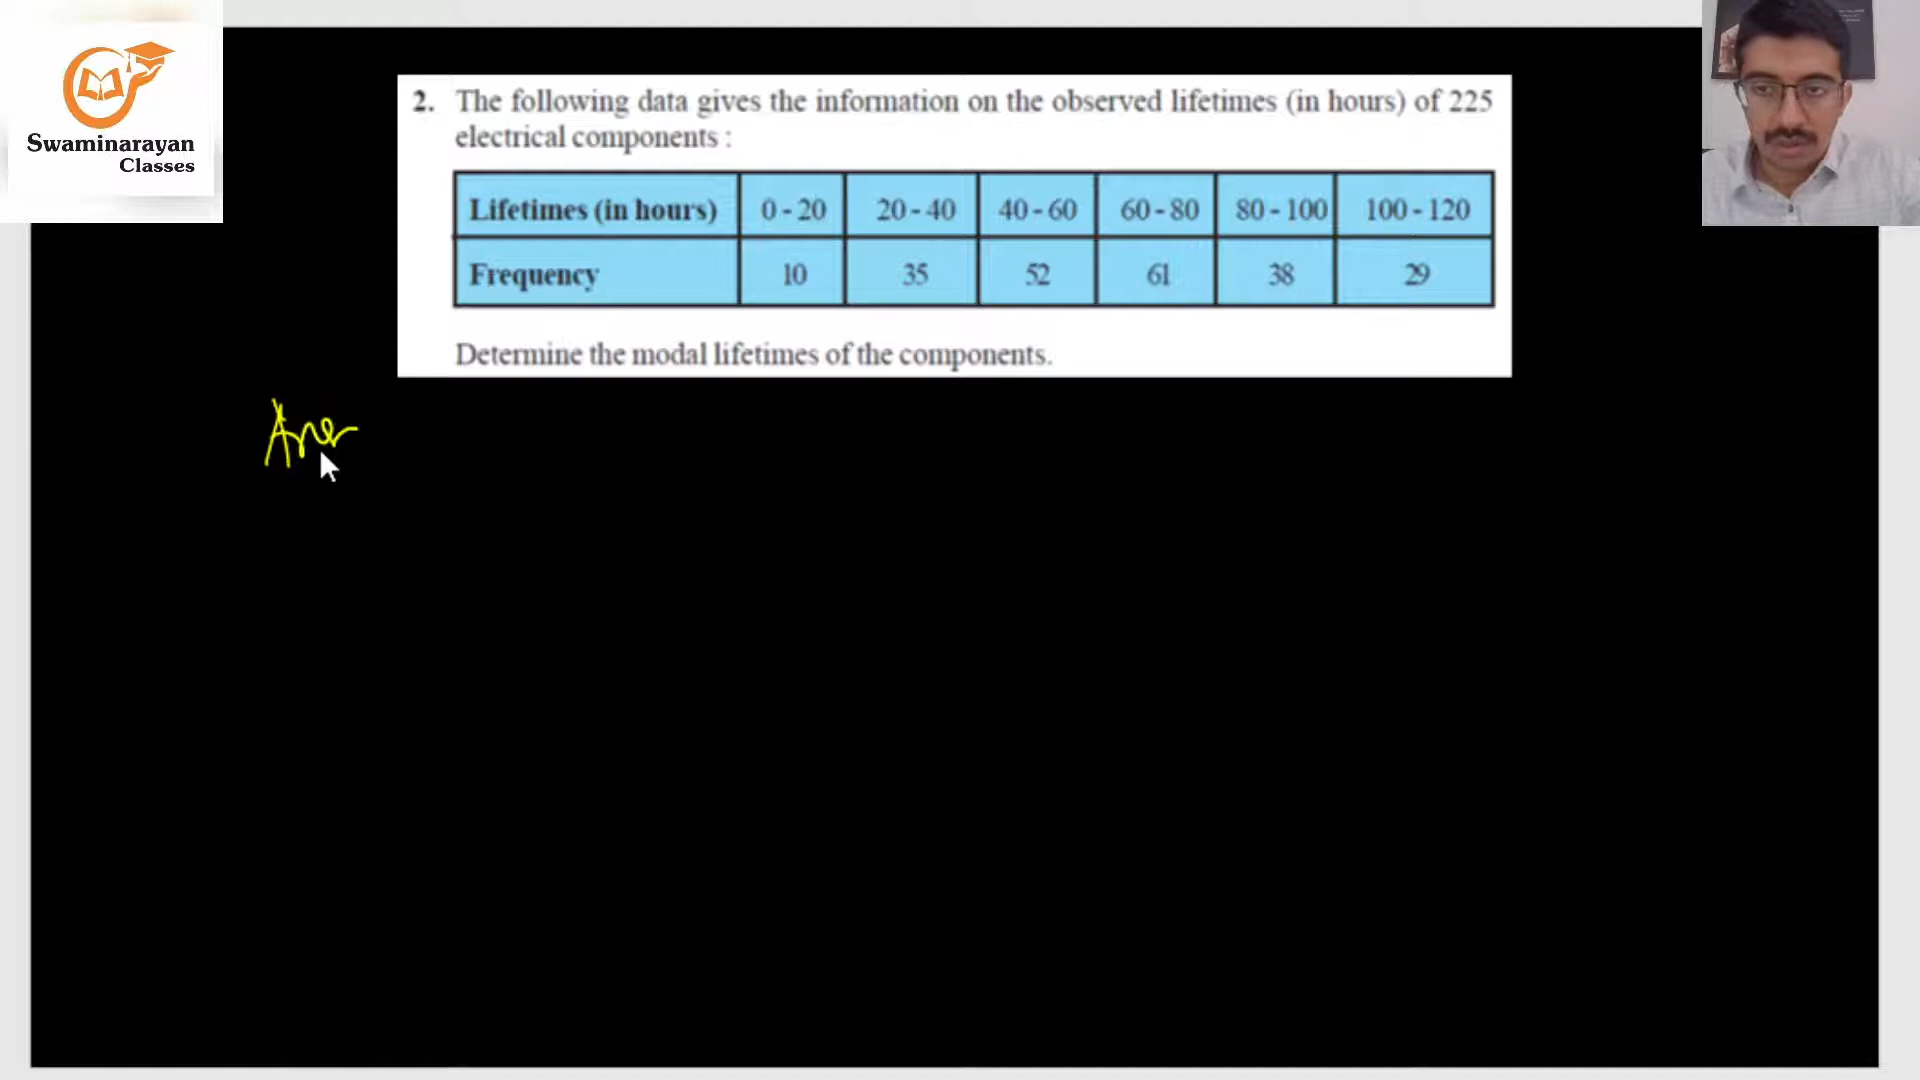 Swaminarayan
Classes
2. The following data gives the information on the observed lifetimes (in hours) of 225
electrical components :
Lifetimes (in hours) 0 - 20 20 - 40 40 - 60 60 - 80 80 - 100 100 - 120
Frequency 10 35 52 61 38 29
Determine the modal lifetimes of the components.